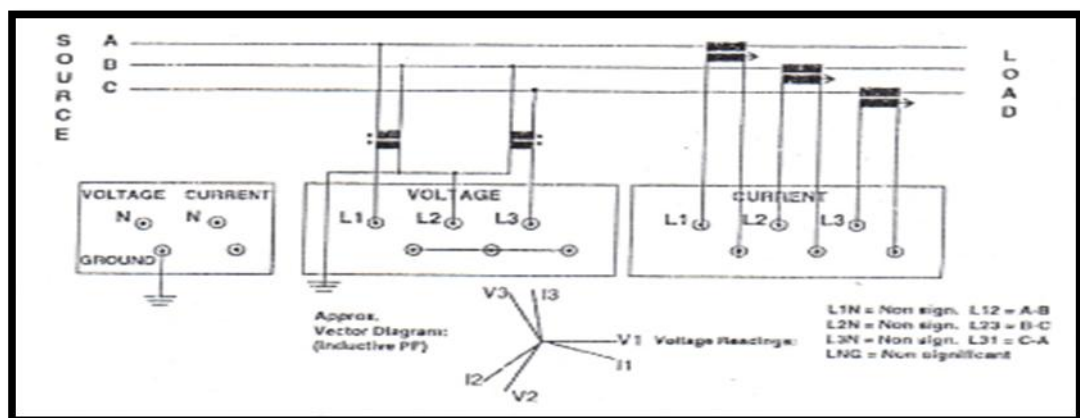 SOURCE
A
B
C
LOAD
VOLTAGE CURRENT
N N
GROUND
VOLTAGE
L1 L2 L3
CURRENT
L1 L2 L3
Approx.
Vector Diagram:
(Inductive PF)
V3 I3
V1
I1
I2
V2
Voltage Readings:
L1N = Non sign. L12 = A-B
L2N = Non sign. L23 = B-C
L3N = Non sign. L31 = C-A
LNG = Non significant